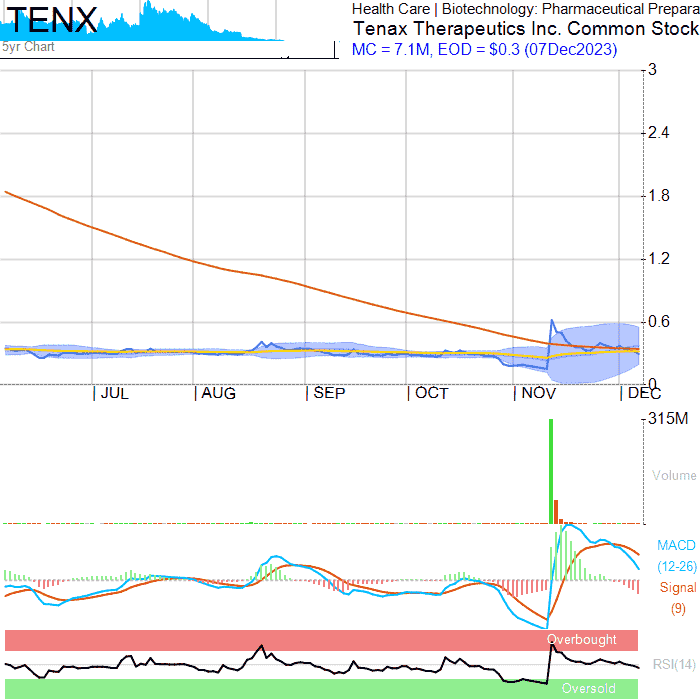 TENX
5yr Chart
Health Care | Biotechnology: Pharmaceutical Prepara
Tenax Therapeutics Inc. Common Stock
MC = 7.1M, EOD = $0.3 (07Dec2023)
3
2.4
1.8
1.2
0.6
0
JUL
AUG
SEP
OCT
NOV
DEC
315M
Volume
MACD
(12-26)
Signal
(9)
Overbought
RSI(14)
Oversold